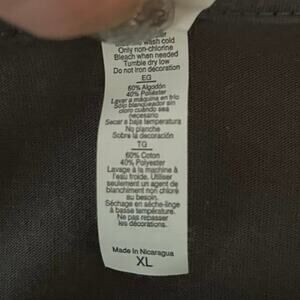 wash cold
Only non-chlorine
Bleach when needed
Tumble dry low
Do not iron decoration
EG
60% Algodón
40% Poliéster
Lavar a máquina en frío
Sólo blanqueador sin
cloro cuando sea
necesario
Secar a baja temperatura
No planche
Sobre la decoración
TG
60% Coton
40% Polyester
Lavage à la machine à
l'eau froide. Utiliser
seulement un agent de
blanchiment non chloré
au besoin.
Séchage en sèche-linge
à basse température.
Ne pas repasser
les décorations.
Made in Nicaragua
XL